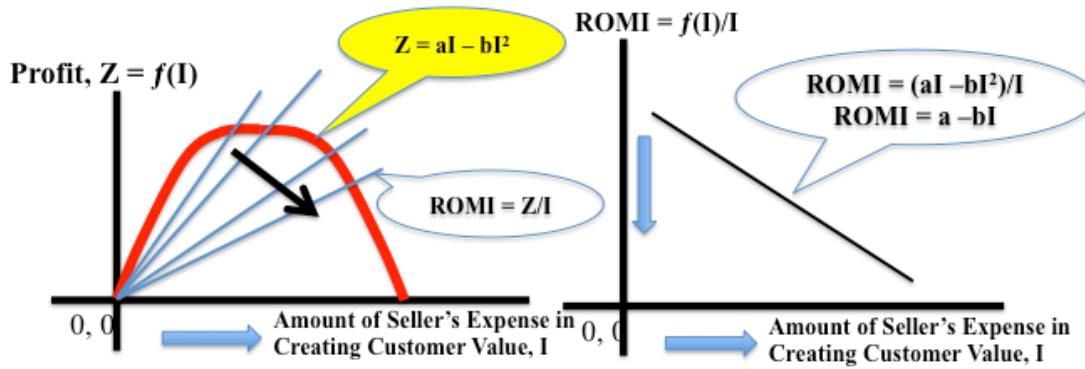 Profit, Z = f(I)
Z = aI – bI²
ROMI = Z/I
0, 0
Amount of Seller's Expense in
Creating Customer Value, I
ROMI = f(I)/I
ROMI = (aI –bI²)/I
ROMI = a –bI
0, 0
Amount of Seller's Expense in
Creating Customer Value, I